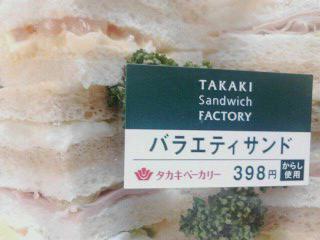 TAKAKI
Sandwich
FACTORY
バラエティサンド
タカキベーカリー 398円 からし使用